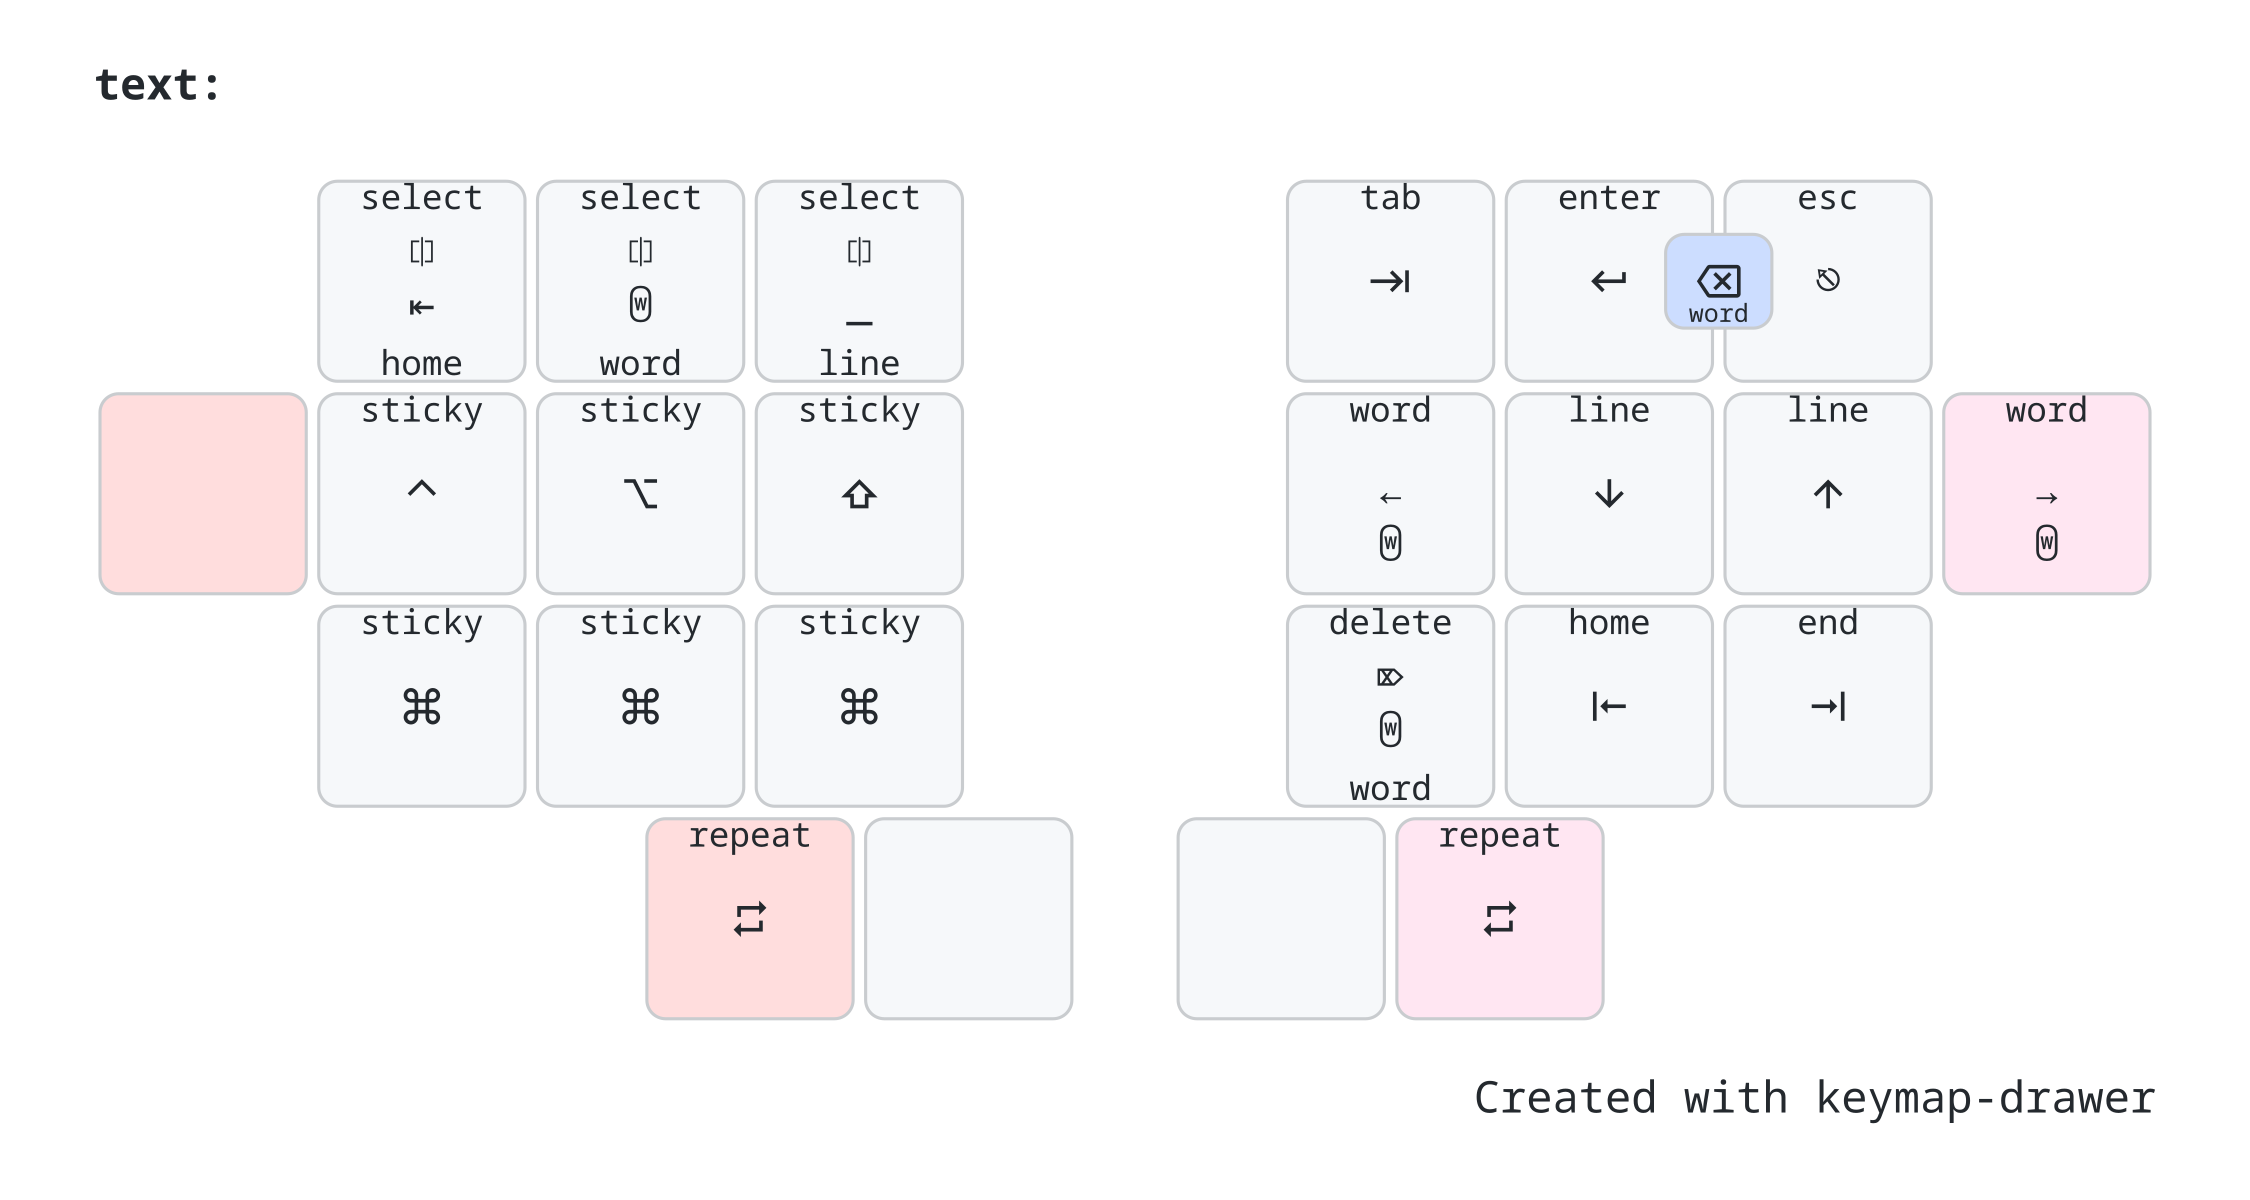 text:
select select select tab enter esc
⇤ 🅆 _ ⇥ ↵ ⌫ ⎋
word
home word line
sticky sticky sticky word line line word
^ ⌥ ⇧ ← ↓ ↑ →
W W
sticky sticky sticky delete home end
⌘ ⌘ ⌘ ⌦ ⇤ ⇥
W
word
repeat repeat
Created with keymap-drawer